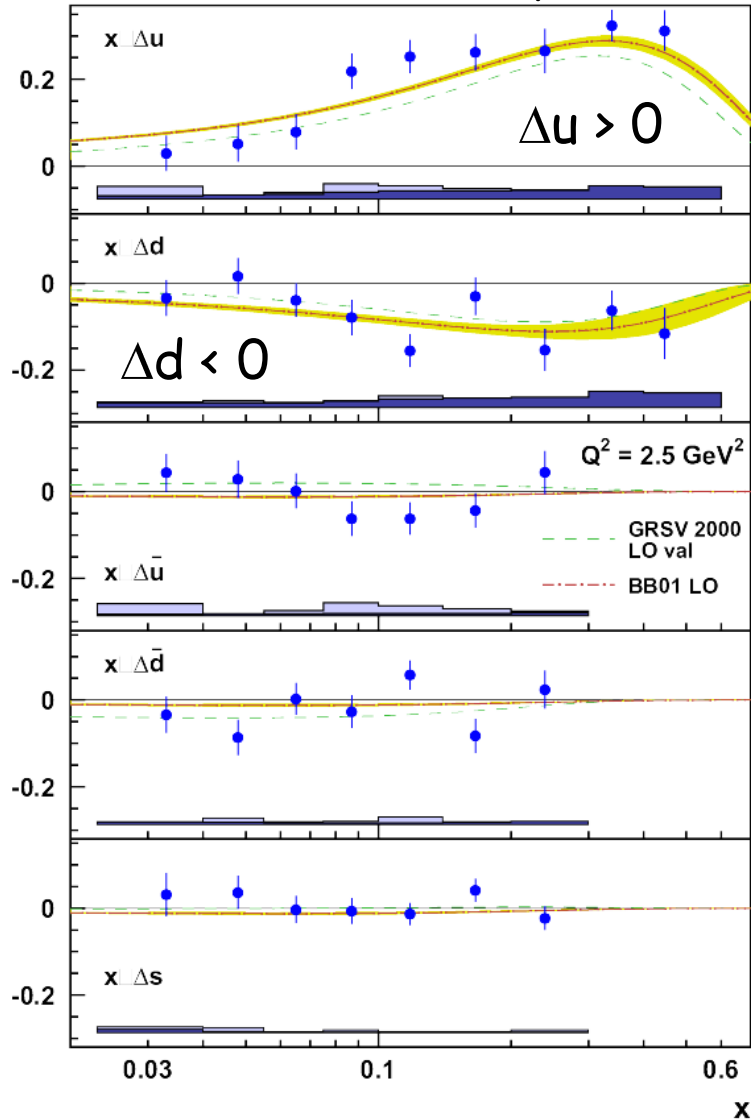 x·Δu
0.2
0
Δu > 0
x·Δd
0
-0.2
Δd < 0
Q² = 2.5 GeV²
0
-0.2
GRSV 2000
LO val
BB01 LO
x·Δū
x·Δd̄
0
-0.2
0
-0.2
x·Δs
0.03
0.1
0.6
x